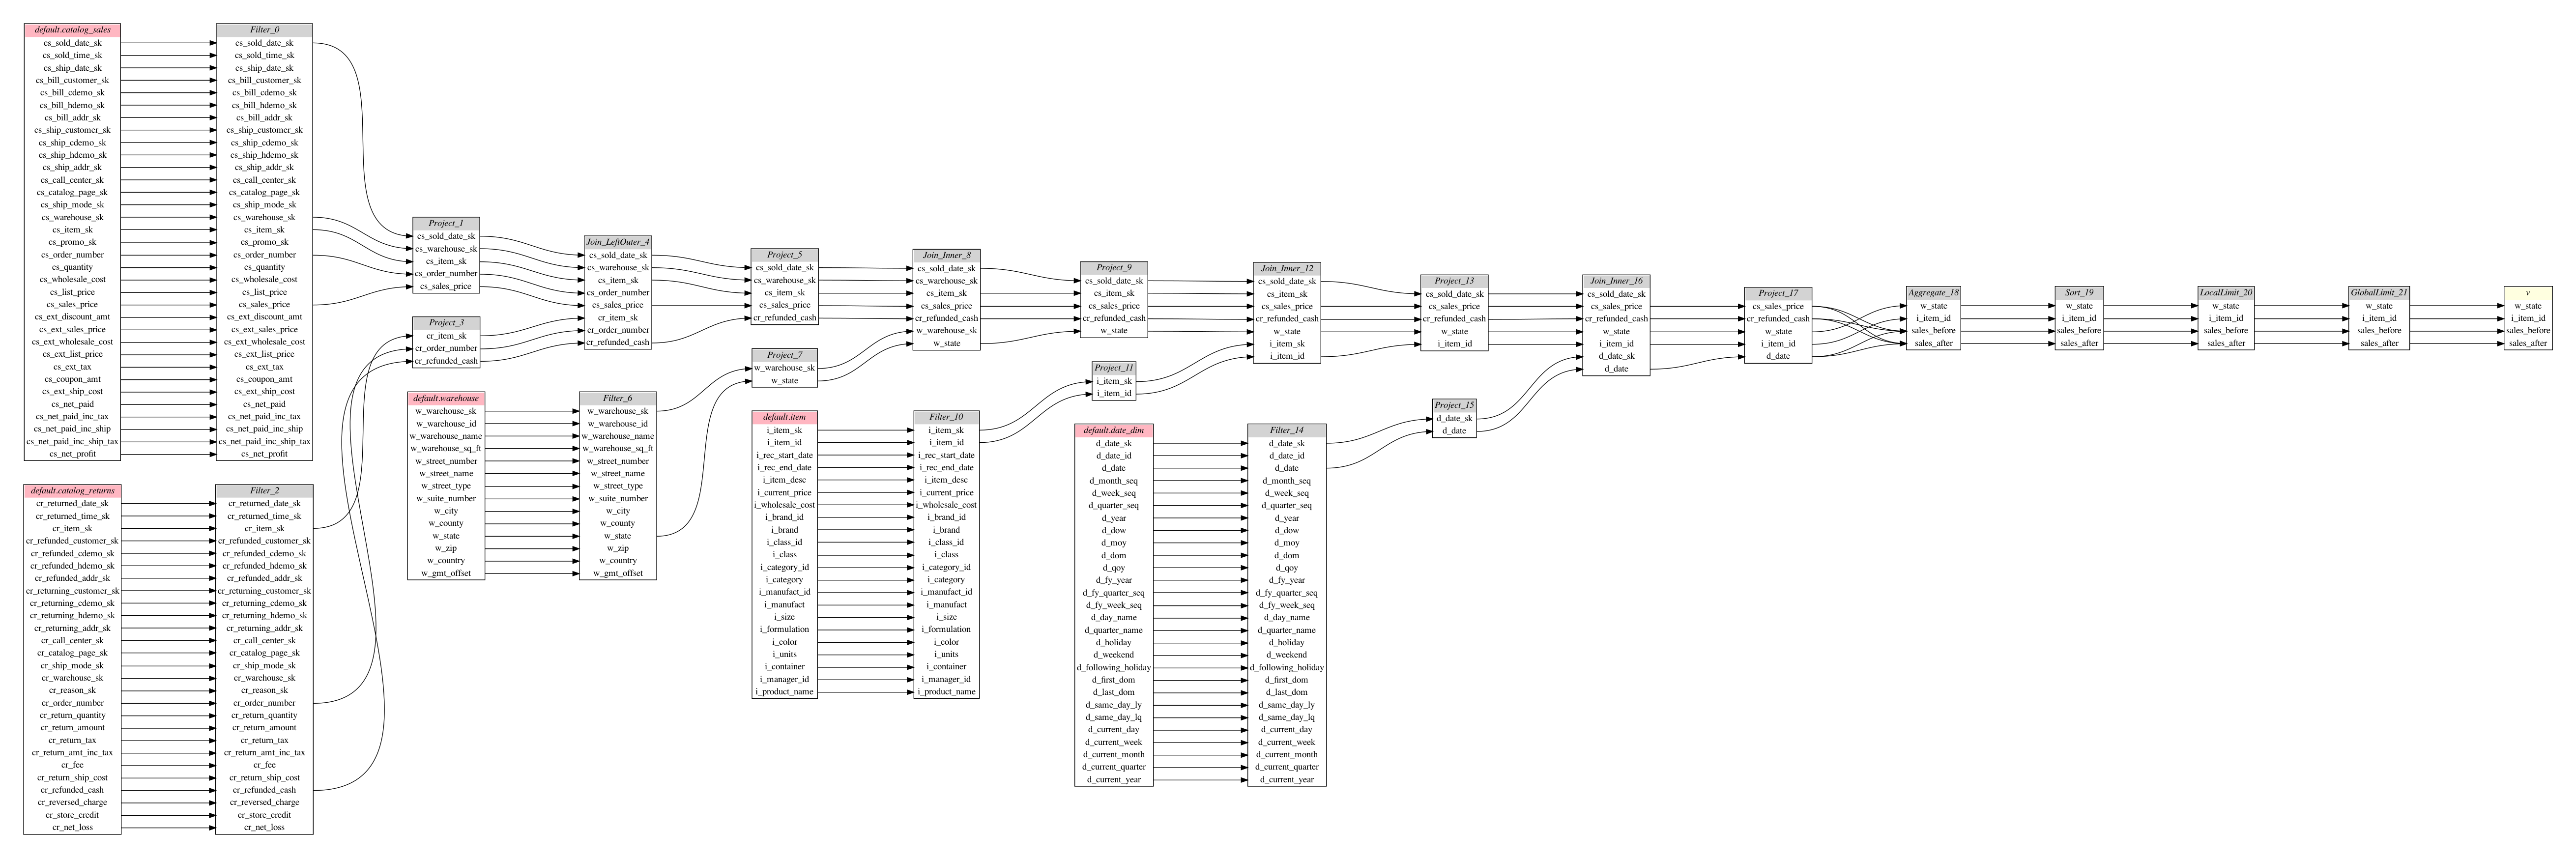 default.catalog_sales
cs_sold_date_sk
cs_sold_time_sk
cs_ship_date_sk
cs_bill_customer_sk
cs_bill_cdemo_sk
cs_bill_hdemo_sk
cs_bill_addr_sk
cs_ship_customer_sk
cs_ship_cdemo_sk
cs_ship_hdemo_sk
cs_ship_addr_sk
cs_call_center_sk
cs_catalog_page_sk
cs_ship_mode_sk
cs_warehouse_sk
cs_item_sk
cs_promo_sk
cs_order_number
cs_quantity
cs_wholesale_cost
cs_list_price
cs_sales_price
cs_ext_discount_amt
cs_ext_sales_price
cs_ext_wholesale_cost
cs_ext_list_price
cs_ext_tax
cs_coupon_amt
cs_ext_ship_cost
cs_net_paid
cs_net_paid_inc_tax
cs_net_paid_inc_ship
cs_net_paid_inc_ship_tax
cs_net_profit
Filter_0
cs_sold_date_sk
cs_sold_time_sk
cs_ship_date_sk
cs_bill_customer_sk
cs_bill_cdemo_sk
cs_bill_hdemo_sk
cs_bill_addr_sk
cs_ship_customer_sk
cs_ship_cdemo_sk
cs_ship_hdemo_sk
cs_ship_addr_sk
cs_call_center_sk
cs_catalog_page_sk
cs_ship_mode_sk
cs_warehouse_sk
cs_item_sk
cs_promo_sk
cs_order_number
cs_quantity
cs_wholesale_cost
cs_list_price
cs_sales_price
cs_ext_discount_amt
cs_ext_sales_price
cs_ext_wholesale_cost
cs_ext_list_price
cs_ext_tax
cs_coupon_amt
cs_ext_ship_cost
cs_net_paid
cs_net_paid_inc_tax
cs_net_paid_inc_ship
cs_net_paid_inc_ship_tax
cs_net_profit
default.catalog_returns
cr_returned_date_sk
cr_returned_time_sk
cr_item_sk
cr_refunded_customer_sk
cr_refunded_cdemo_sk
cr_refunded_hdemo_sk
cr_refunded_addr_sk
cr_returning_customer_sk
cr_returning_cdemo_sk
cr_returning_hdemo_sk
cr_returning_addr_sk
cr_call_center_sk
cr_catalog_page_sk
cr_ship_mode_sk
cr_warehouse_sk
cr_reason_sk
cr_order_number
cr_return_quantity
cr_return_amount
cr_return_tax
cr_return_amt_inc_tax
cr_fee
cr_return_ship_cost
cr_refunded_cash
cr_reversed_charge
cr_store_credit
cr_net_loss
Filter_2
cr_returned_date_sk
cr_returned_time_sk
cr_item_sk
cr_refunded_customer_sk
cr_refunded_cdemo_sk
cr_refunded_hdemo_sk
cr_refunded_addr_sk
cr_returning_customer_sk
cr_returning_cdemo_sk
cr_returning_hdemo_sk
cr_returning_addr_sk
cr_call_center_sk
cr_catalog_page_sk
cr_ship_mode_sk
cr_warehouse_sk
cr_reason_sk
cr_order_number
cr_return_quantity
cr_return_amount
cr_return_tax
cr_return_amt_inc_tax
cr_fee
cr_return_ship_cost
cr_refunded_cash
cr_reversed_charge
cr_store_credit
cr_net_loss
Project_1
cs_sold_date_sk
cs_warehouse_sk
cs_item_sk
cs_order_number
cs_sales_price
Project_3
cr_item_sk
cr_order_number
cr_refunded_cash
default.warehouse
w_warehouse_sk
w_warehouse_id
w_warehouse_name
w_warehouse_sq_ft
w_street_number
w_street_name
w_street_type
w_suite_number
w_city
w_county
w_state
w_zip
w_country
w_gmt_offset
Join_LeftOuter_4
cs_sold_date_sk
cs_warehouse_sk
cs_item_sk
cs_order_number
cs_sales_price
cr_item_sk
cr_order_number
cr_refunded_cash
Filter_6
w_warehouse_sk
w_warehouse_id
w_warehouse_name
w_warehouse_sq_ft
w_street_number
w_street_name
w_street_type
w_suite_number
w_city
w_county
w_state
w_zip
w_country
w_gmt_offset
Project_5
cs_sold_date_sk
cs_warehouse_sk
cs_item_sk
cs_sales_price
cr_refunded_cash
Project_7
w_warehouse_sk
w_state
default.item
i_item_sk
i_item_id
i_rec_start_date
i_rec_end_date
i_item_desc
i_current_price
i_wholesale_cost
i_brand_id
i_brand
i_class_id
i_class
i_category_id
i_category
i_manufact_id
i_manufact
i_size
i_formulation
i_color
i_units
i_container
i_manager_id
i_product_name
Join_Inner_8
cs_sold_date_sk
cs_warehouse_sk
cs_item_sk
cs_sales_price
cr_refunded_cash
w_warehouse_sk
w_state
Filter_10
i_item_sk
i_item_id
i_rec_start_date
i_rec_end_date
i_item_desc
i_current_price
i_wholesale_cost
i_brand_id
i_brand
i_class_id
i_class
i_category_id
i_category
i_manufact_id
i_manufact
i_size
i_formulation
i_color
i_units
i_container
i_manager_id
i_product_name
Project_9
cs_sold_date_sk
cs_item_sk
cs_sales_price
cr_refunded_cash
w_state
Project_11
i_item_sk
i_item_id
default.date_dim
d_date_sk
d_date_id
d_date
d_month_seq
d_week_seq
d_quarter_seq
d_year
d_dow
d_moy
d_dom
d_qoy
d_fy_year
d_fy_quarter_seq
d_fy_week_seq
d_day_name
d_quarter_name
d_holiday
d_weekend
d_following_holiday
d_first_dom
d_last_dom
d_same_day_ly
d_same_day_lq
d_current_day
d_current_week
d_current_month
d_current_quarter
d_current_year
Join_Inner_12
cs_sold_date_sk
cs_item_sk
cs_sales_price
cr_refunded_cash
w_state
i_item_sk
i_item_id
Filter_14
d_date_sk
d_date_id
d_date
d_month_seq
d_week_seq
d_quarter_seq
d_year
d_dow
d_moy
d_dom
d_qoy
d_fy_year
d_fy_quarter_seq
d_fy_week_seq
d_day_name
d_quarter_name
d_holiday
d_weekend
d_following_holiday
d_first_dom
d_last_dom
d_same_day_ly
d_same_day_lq
d_current_day
d_current_week
d_current_month
d_current_quarter
d_current_year
Project_13
cs_sold_date_sk
cs_sales_price
cr_refunded_cash
w_state
i_item_id
Project_15
d_date_sk
d_date
Join_Inner_16
cs_sold_date_sk
cs_sales_price
cr_refunded_cash
w_state
i_item_id
d_date_sk
d_date
Project_17
cs_sales_price
cr_refunded_cash
w_state
i_item_id
d_date
Aggregate_18
w_state
i_item_id
sales_before
sales_after
Sort_19
w_state
i_item_id
sales_before
sales_after
LocalLimit_20
w_state
i_item_id
sales_before
sales_after
GlobalLimit_21
w_state
i_item_id
sales_before
sales_after
v
w_state
i_item_id
sales_before
sales_after